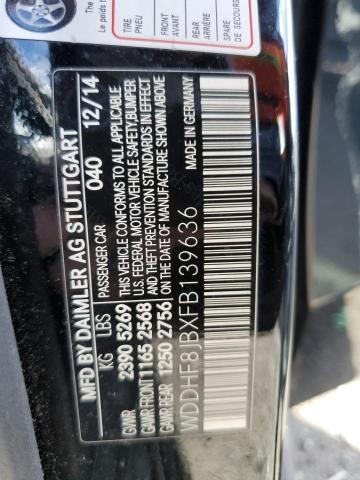 Le poids
TIRE
PNEU
FRONT
AVANT
REAR
ARRIERE
SPARE
DE SECOURS
MFD BY DAIMLER AG STUTTGART
PASSENGER CAR 040 12/14
KG LBS
GVWR 2390 5269
GAWR FRONT 1165 2568
GAWR REAR 1250 2756
THIS VEHICLE CONFORMS TO ALL APPLICABLE
U.S. FEDERAL MOTOR VEHICLE SAFETY,BUMPER
AND THEFT PREVENTION STANDARDS IN EFFECT
ON THE DATE OF MANUFACTURE SHOWN ABOVE
MADE IN GERMANY
WDDHF8JBXFB139636